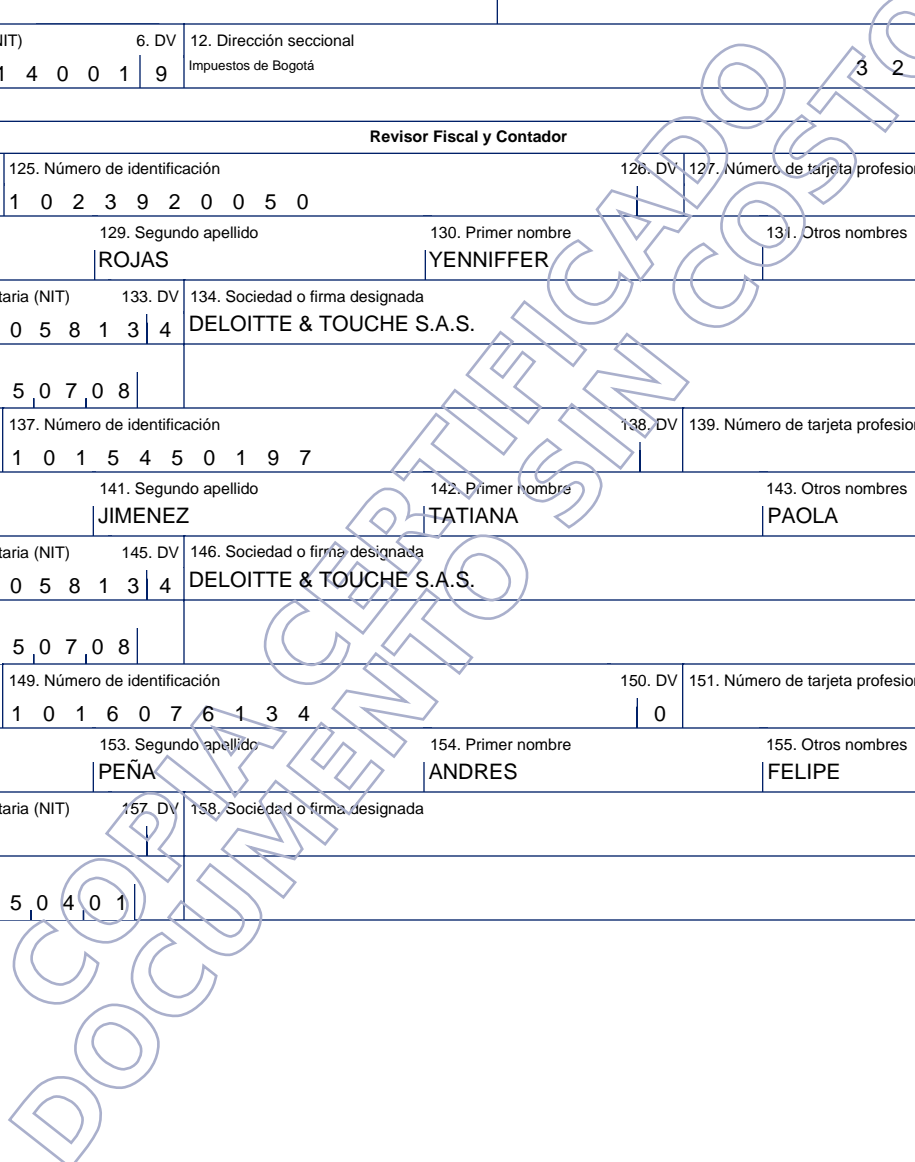 NIT) 6. DV 12. Dirección seccional
1 4 0 0 1 9 Impuestos de Bogotá 3 2
Revisor Fiscal y Contador
125. Número de identificación 126. DV 127. Número de tarjeta profesion
1 0 2 3 9 2 0 0 5 0
129. Segundo apellido 130. Primer nombre 131. Otros nombres
ROJAS YENNIFFER
taria (NIT) 133. DV 134. Sociedad o firma designada
0 5 8 1 3 4 DELOITTE & TOUCHE S.A.S.
5 0 7 0 8
137. Número de identificación 138. DV 139. Número de tarjeta profesion
1 0 1 5 4 5 0 1 9 7
141. Segundo apellido 142. Primer nombre 143. Otros nombres
JIMENEZ TATIANA PAOLA
taria (NIT) 145. DV 146. Sociedad o firma designada
0 5 8 1 3 4 DELOITTE & TOUCHE S.A.S.
5 0 7 0 8
149. Número de identificación 150. DV 151. Número de tarjeta profesion
1 0 1 6 0 7 6 1 3 4 0
153. Segundo apellido 154. Primer nombre 155. Otros nombres
PEÑA ANDRES FELIPE
taria (NIT) 157. DV 158. Sociedad o firma designada
5 0 4 0 1
COPIA CERTIFICADO
DOCUMENTO SIN COSTO